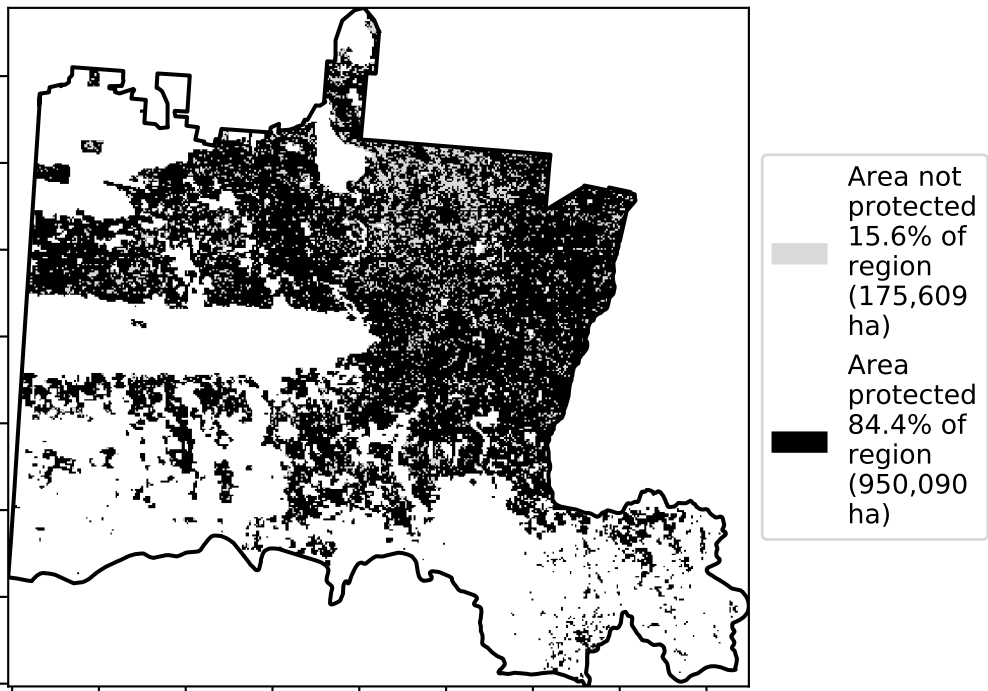 Area not
protected
15.6% of
region
(175,609
ha)
Area
protected
84.4% of
region
(950,090
ha)